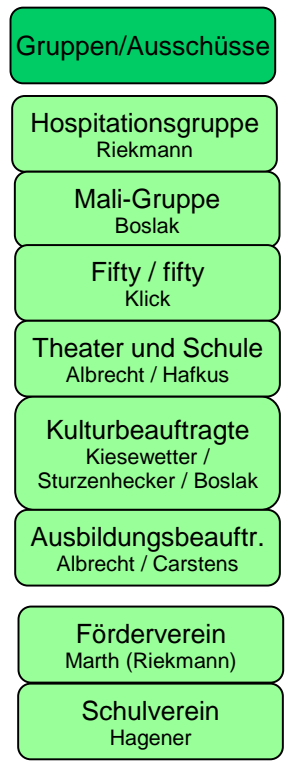 Gruppen/Ausschüsse
Hospitationsgruppe
Riekmann
Mali-Gruppe
Boslak
Fifty / fifty
Klick
Theater und Schule
Albrecht / Hafkus
Kulturbeauftragte
Kiesewetter /
Sturzenhecker / Boslak
Ausbildungsbeauftr.
Albrecht / Carstens
Förderverein
Marth (Riekmann)
Schulverein
Hagener